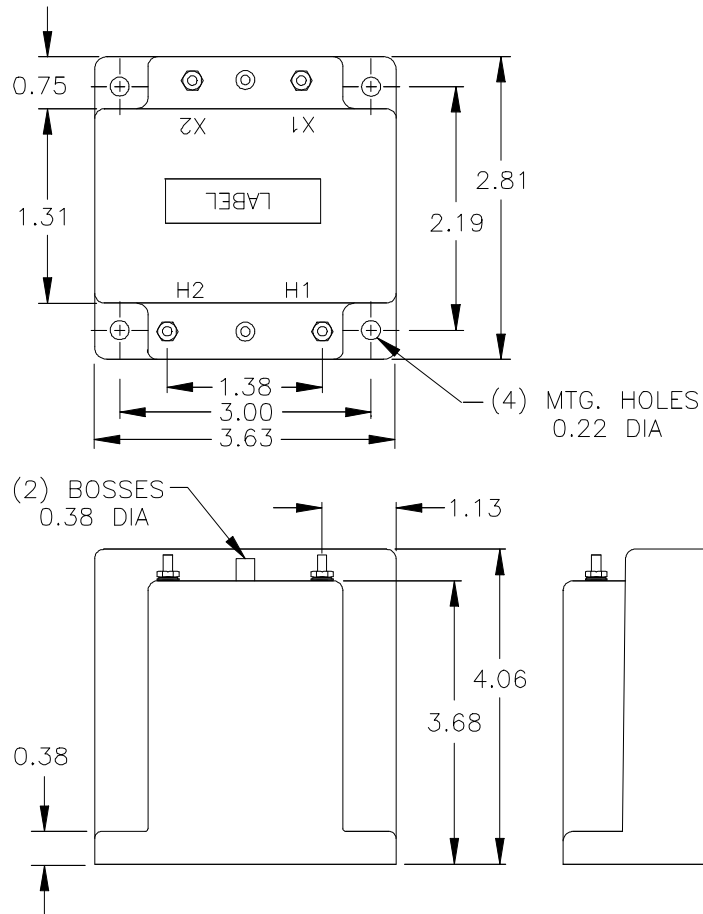 0.75
X2
X1
2.81
LABEL
2.19
1.31
H2
H1
1.38
3.00
3.63
(4) MTG. HOLES
0.22 DIA
(2) BOSSES
0.38 DIA
1.13
4.06
3.68
0.38